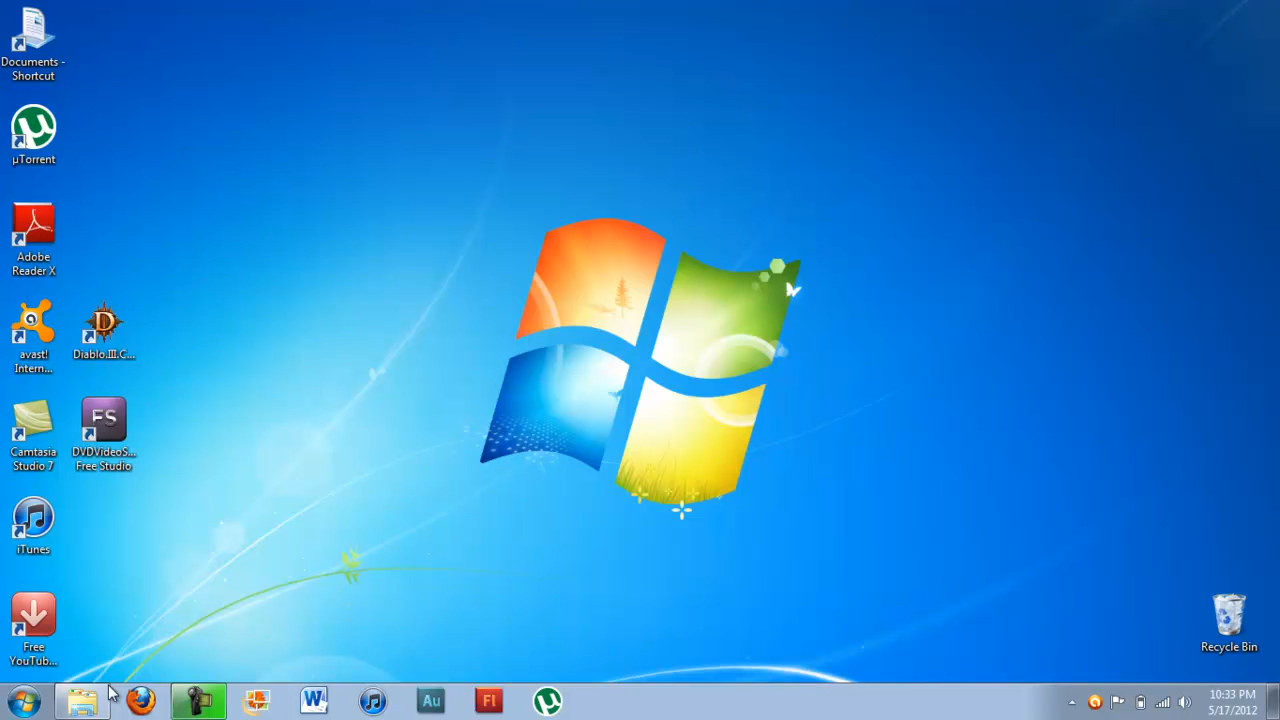 Documents -
Shortcut
µTorrent
Adobe
Reader X
avast!
Intern...
Diablo.III.C...
Camtasia
Studio 7
FS
DVDVideoS...
Free Studio
iTunes
Free
YouTub...
Recycle Bin
W
Au
Fl
10:33 PM
5/17/2012